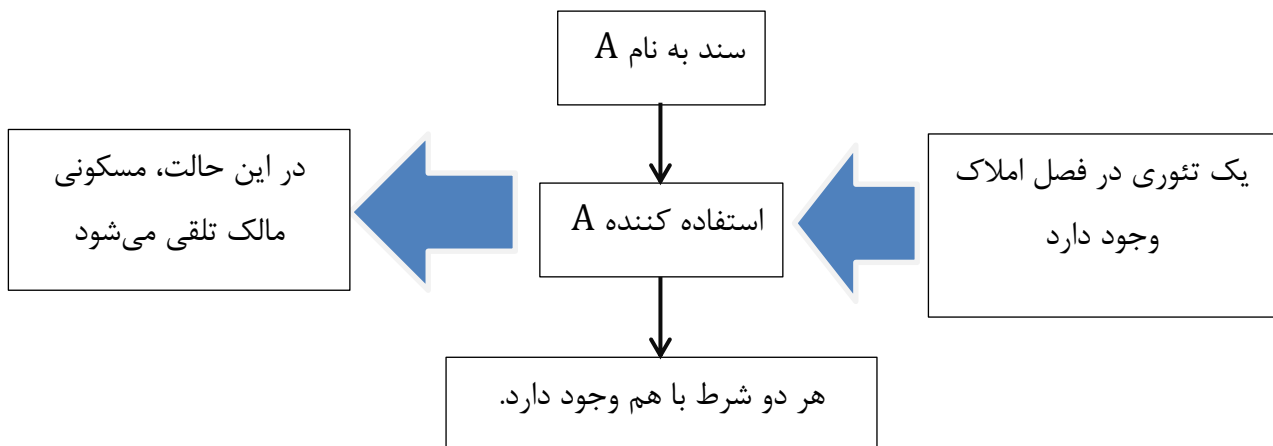 سند به نام A
یک تئوری در فصل املاک
وجود دارد
استفاده کننده A
در این حالت، مسکونی
مالک تلقی می‌شود
هر دو شرط با هم وجود دارد.